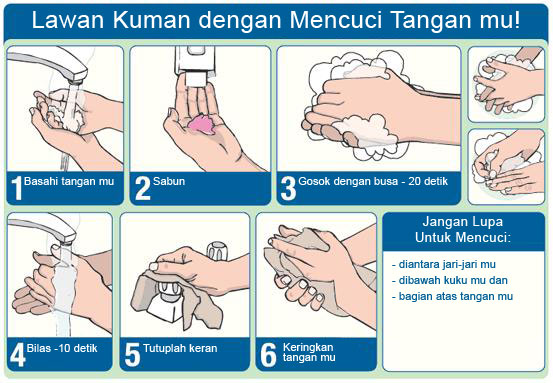 Lawan Kuman dengan Mencuci Tangan mu!
1 Basahi tangan mu
2 Sabun
3 Gosok dengan busa - 20 detik
4 Bilas -10 detik
5 Tutuplah keran
6 Keringkan
tangan mu
Jangan Lupa
Untuk Mencuci:
- diantara jari-jari mu
- dibawah kuku mu dan
- bagian atas tangan mu